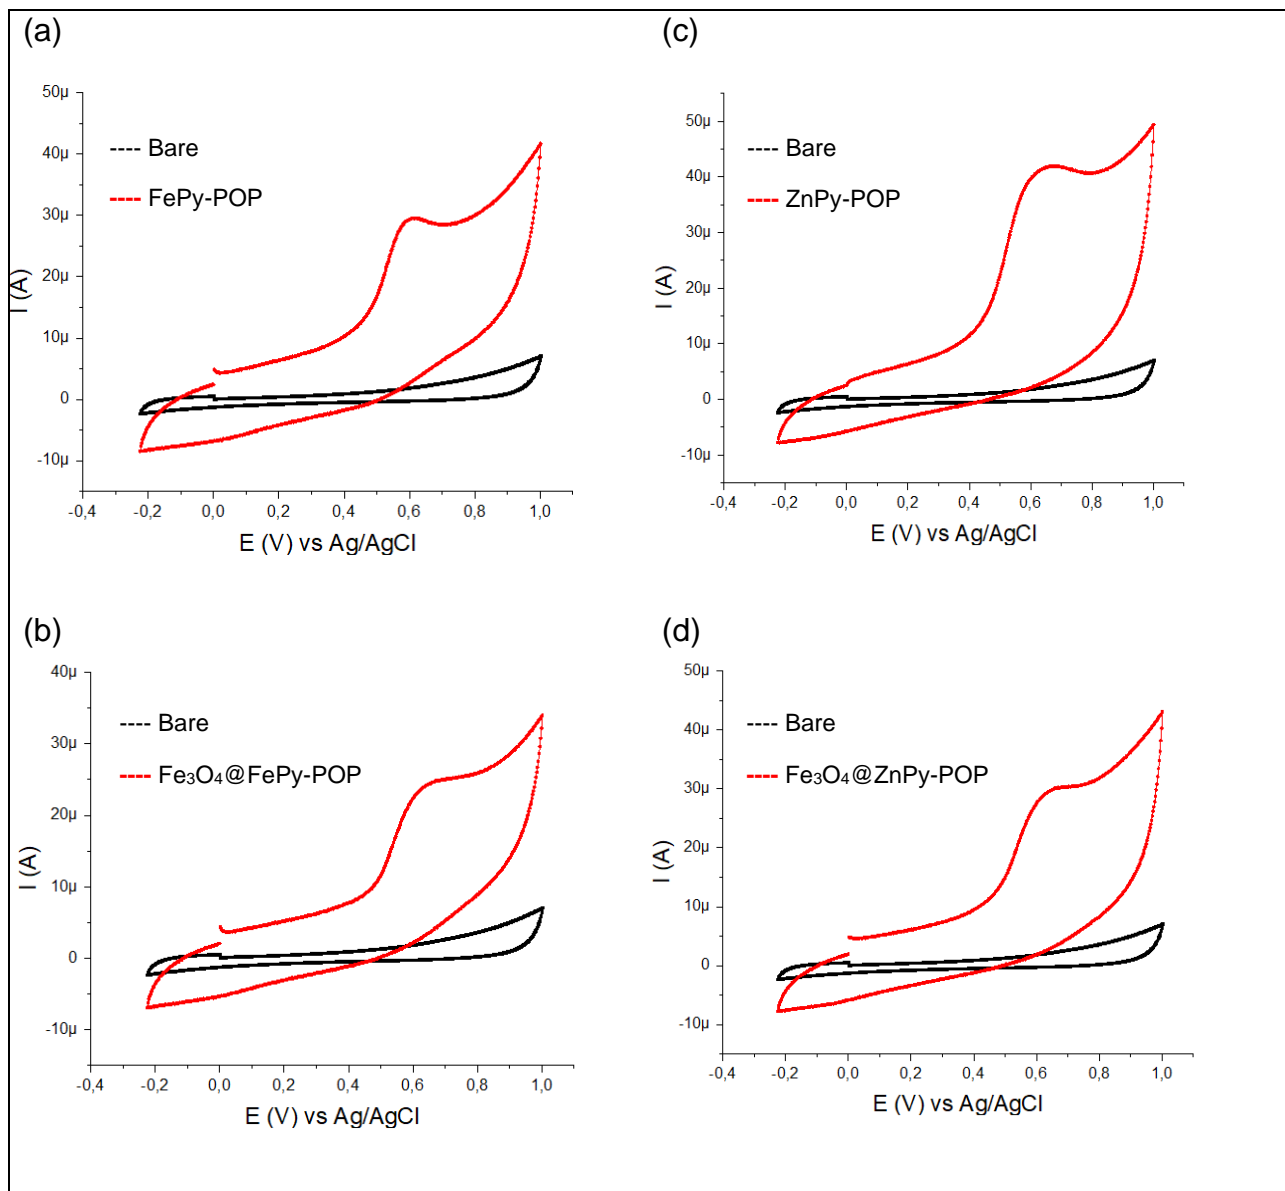 (a)
50µ
40µ
30µ
20µ
10µ
0
-10µ
I (A)
Bare
FePy-POP
-0,4 -0,2 0,0 0,2 0,4 0,6 0,8 1,0
E (V) vs Ag/AgCl
(c)
50µ
40µ
30µ
20µ
10µ
0
-10µ
I (A)
Bare
ZnPy-POP
-0,4 -0,2 0,0 0,2 0,4 0,6 0,8 1,0
E (V) vs Ag/AgCl
(b)
40µ
30µ
20µ
10µ
0
-10µ
I (A)
Bare
Fe₃O₄@FePy-POP
-0,4 -0,2 0,0 0,2 0,4 0,6 0,8 1,0
E (V) vs Ag/AgCl
(d)
50µ
40µ
30µ
20µ
10µ
0
-10µ
I (A)
Bare
Fe₃O₄@ZnPy-POP
-0,4 -0,2 0,0 0,2 0,4 0,6 0,8 1,0
E (V) vs Ag/AgCl